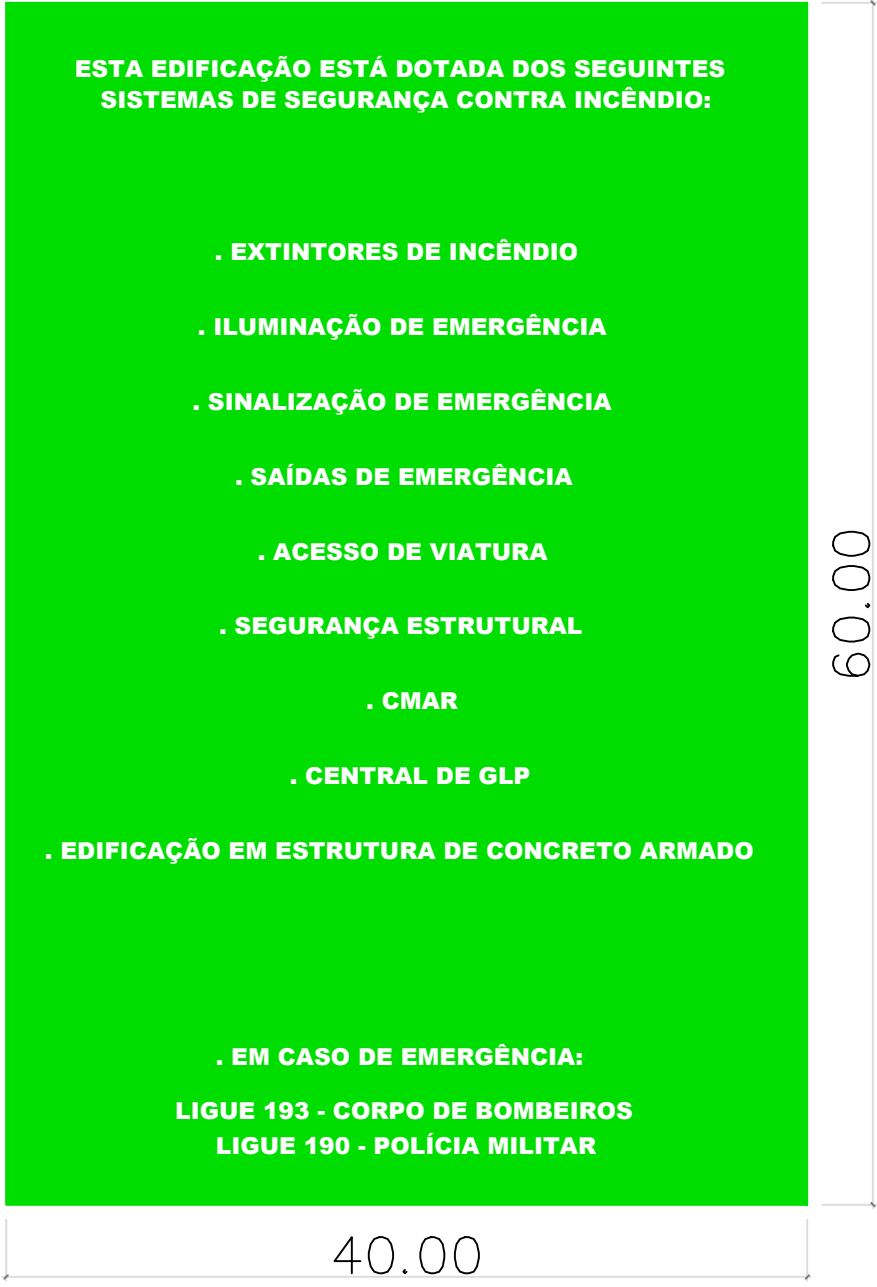 ESTA EDIFICAÇÃO ESTÁ DOTADA DOS SEGUINTES
SISTEMAS DE SEGURANÇA CONTRA INCÊNDIO:
. EXTINTORES DE INCÊNDIO
. ILUMINAÇÃO DE EMERGÊNCIA
. SINALIZAÇÃO DE EMERGÊNCIA
. SAÍDAS DE EMERGÊNCIA
. ACESSO DE VIATURA
. SEGURANÇA ESTRUTURAL
. CMAR
. CENTRAL DE GLP
. EDIFICAÇÃO EM ESTRUTURA DE CONCRETO ARMADO
. EM CASO DE EMERGÊNCIA:
LIGUE 193 - CORPO DE BOMBEIROS
LIGUE 190 - POLÍCIA MILITAR
60.00
40.00